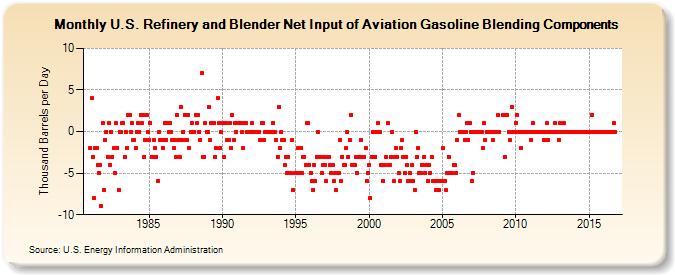 Monthly U.S. Refinery and Blender Net Input of Aviation Gasoline Blending Components
Thousand Barrels per Day
10
5
0
-5
-10
1985 1990 1995 2000 2005 2010 2015
Source: U.S. Energy Information Administration